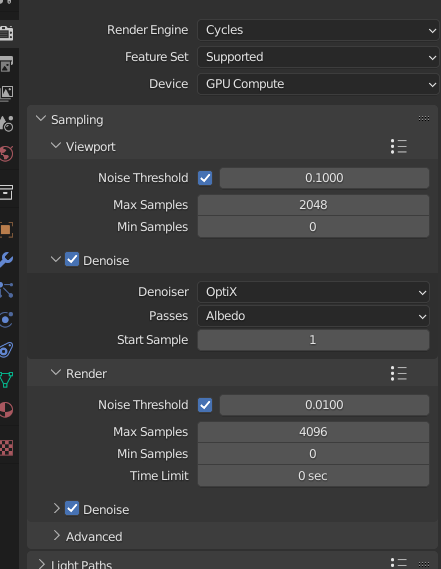 Render Engine Cycles
Feature Set Supported
Device GPU Compute
Sampling
Viewport
Noise Threshold 0.1000
Max Samples 2048
Min Samples 0
Denoise
Denoiser OptiX
Passes Albedo
Start Sample 1
Render
Noise Threshold 0.0100
Max Samples 4096
Min Samples 0
Time Limit 0 sec
Denoise
Advanced
Light Paths